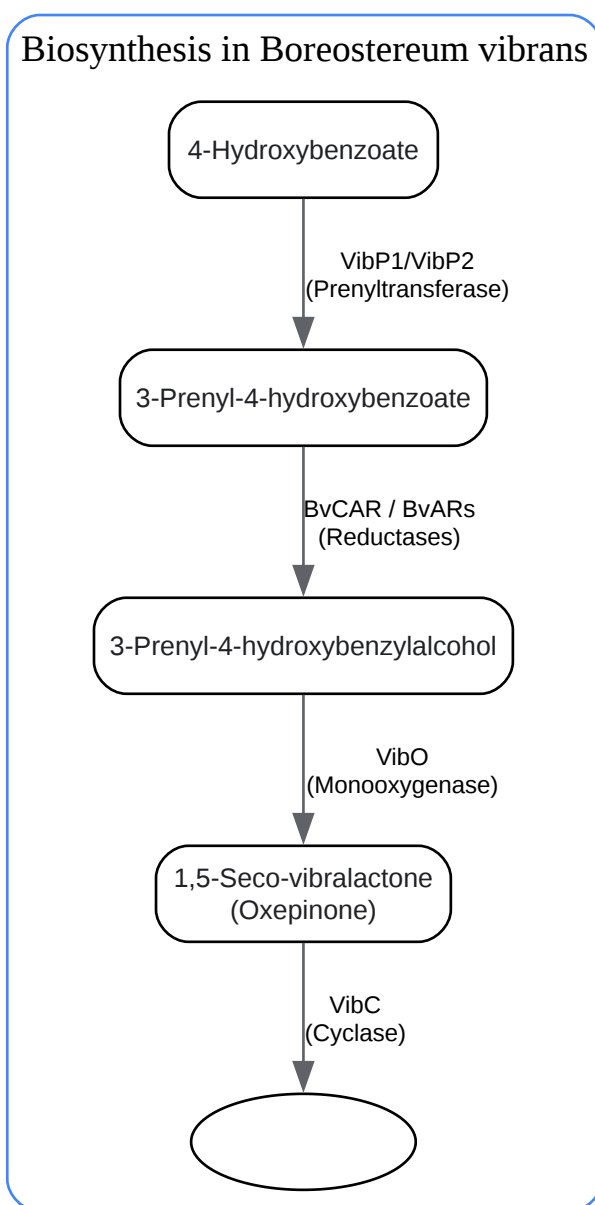 Biosynthesis in Boreostereum vibrans
4-Hydroxybenzoate
VibP1/VibP2
(Prenyltransferase)
3-Prenyl-4-hydroxybenzoate
BvCAR / BvARs
(Reductases)
3-Prenyl-4-hydroxybenzylalcohol
VibO
(Monooxygenase)
1,5-Seco-vibralactone
(Oxepinone)
VibC
(Cyclase)